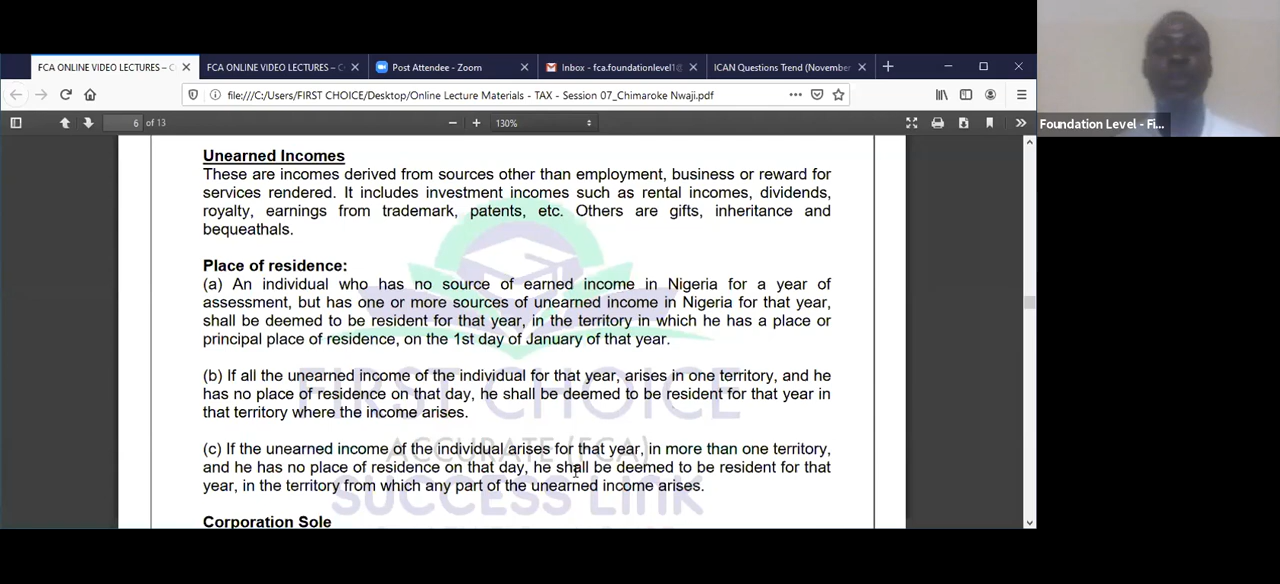 FCA ONLINE VIDEO LECTURES – C
FCA ONLINE VIDEO LECTURES – C
Post Attendee - Zoom
Inbox - fca.foundationlevel1@
ICAN Questions Trend (November
file:///C:/Users/FIRST CHOICE/Desktop/Online Lecture Materials - TAX - Session 07_Chimaroke Nwaji.pdf
6 of 13
130%
Foundation Level - Fi...
Unearned Incomes
These are incomes derived from sources other than employment, business or reward for
services rendered. It includes investment incomes such as rental incomes, dividends,
royalty, earnings from trademark, patents, etc. Others are gifts, inheritance and
bequeathals.
Place of residence:
(a) An individual who has no source of earned income in Nigeria for a year of
assessment, but has one or more sources of unearned income in Nigeria for that year,
shall be deemed to be resident for that year, in the territory in which he has a place or
principal place of residence, on the 1st day of January of that year.
(b) If all the unearned income of the individual for that year, arises in one territory, and he
has no place of residence on that day, he shall be deemed to be resident for that year in
that territory where the income arises.
(c) If the unearned income of the individual arises for that year, in more than one territory,
and he has no place of residence on that day, he shall be deemed to be resident for that
year, in the territory from which any part of the unearned income arises.
Corporation Sole
FIRST CHOICE
ACCURATE (FCA)
SUCCESS LINK